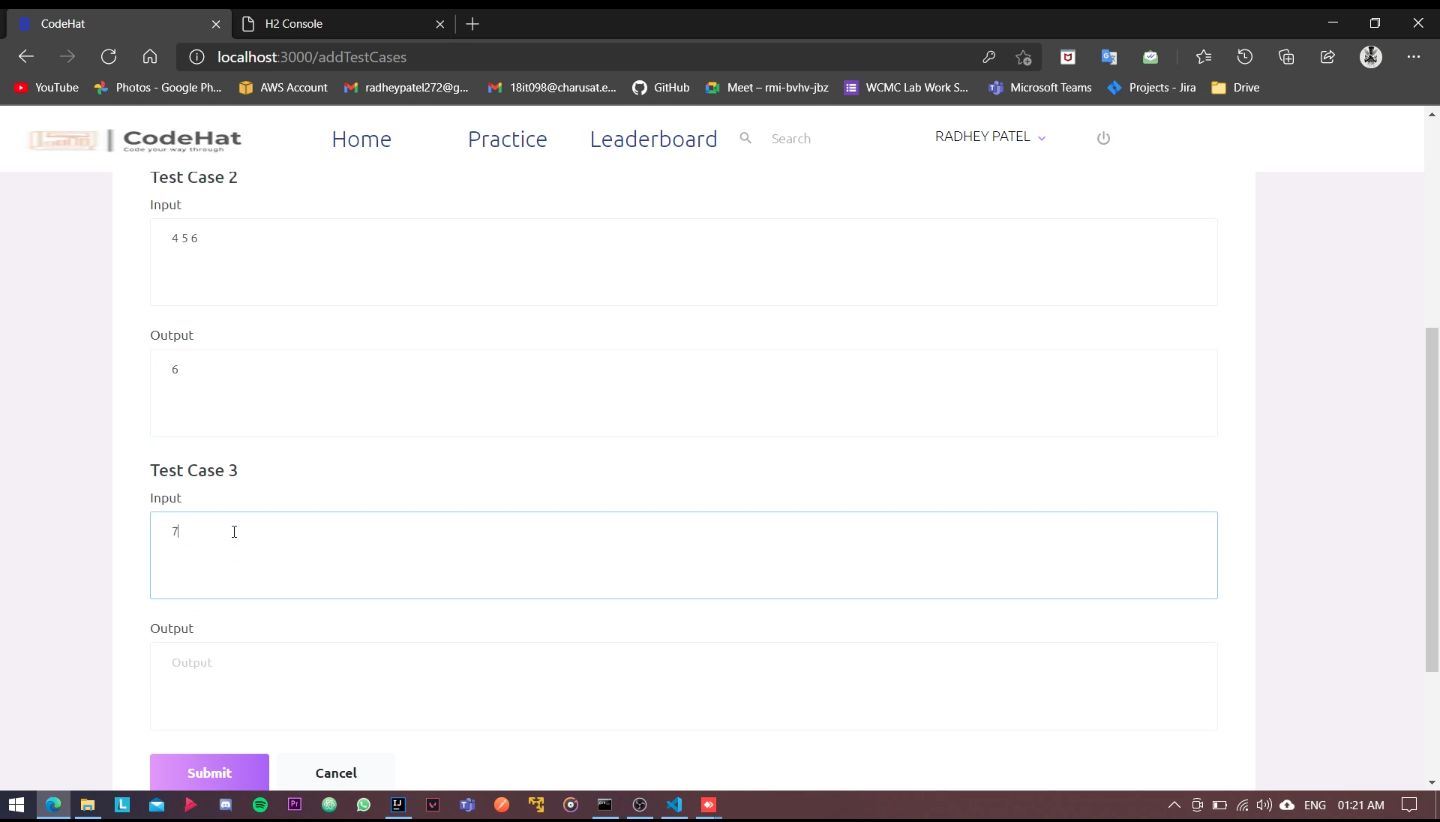 CodeHat
H2 Console
localhost:3000/addTestCases
YouTube
Photos - Google Ph...
AWS Account
radheypatel272@g...
18it098@charusat.e...
GitHub
Meet – rmi-bvhv-jbz
WCMC Lab Work S...
Microsoft Teams
Projects - Jira
Drive
CodeHat
Code your way through
Home
Practice
Leaderboard
Search
RADHEY PATEL
Test Case 2
Input
4 5 6
Output
6
Test Case 3
Input
7
Output
Output
Submit
Cancel
ENG
01:21 AM